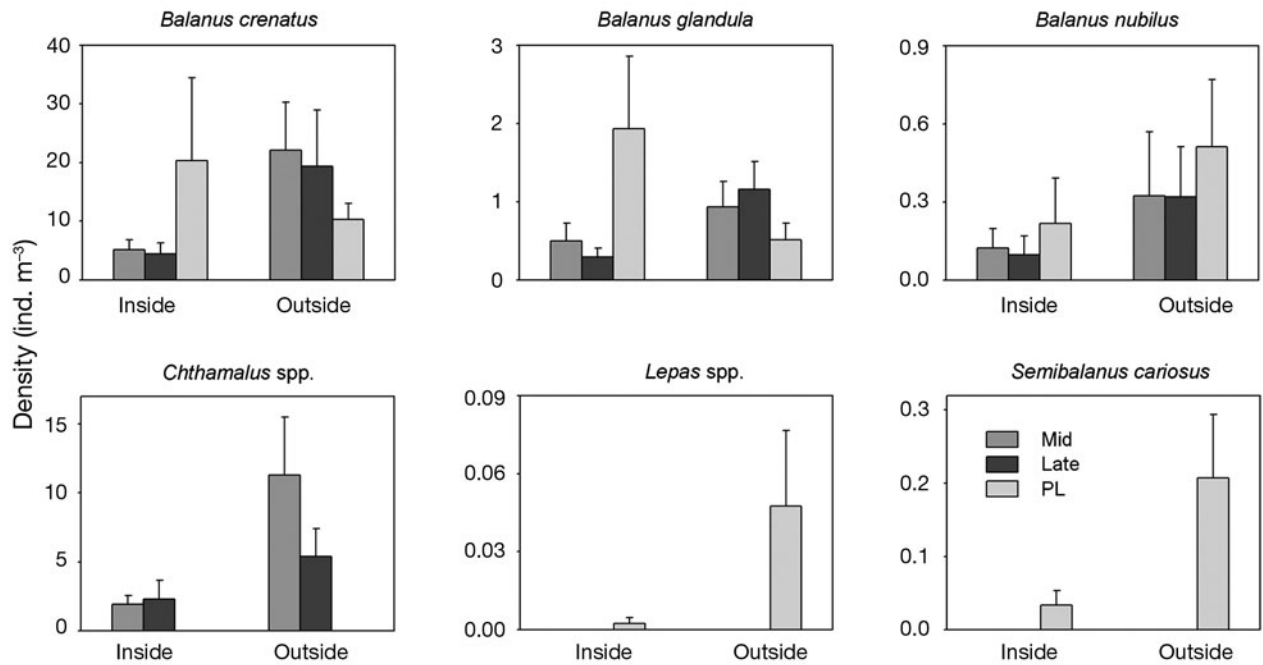 Balanus crenatus
Balanus glandula
Balanus nubilus
40
30
20
10
0
Inside
Outside
3
2
1
0
Inside
Outside
0.9
0.6
0.3
0.0
Inside
Outside
Density (ind. m⁻³)
Chthamalus spp.
Lepas spp.
Semibalanus cariosus
15
10
5
0
Inside
Outside
0.09
0.06
0.03
0.00
Inside
Outside
0.3
0.2
0.1
0.0
Mid
Late
PL
Inside
Outside